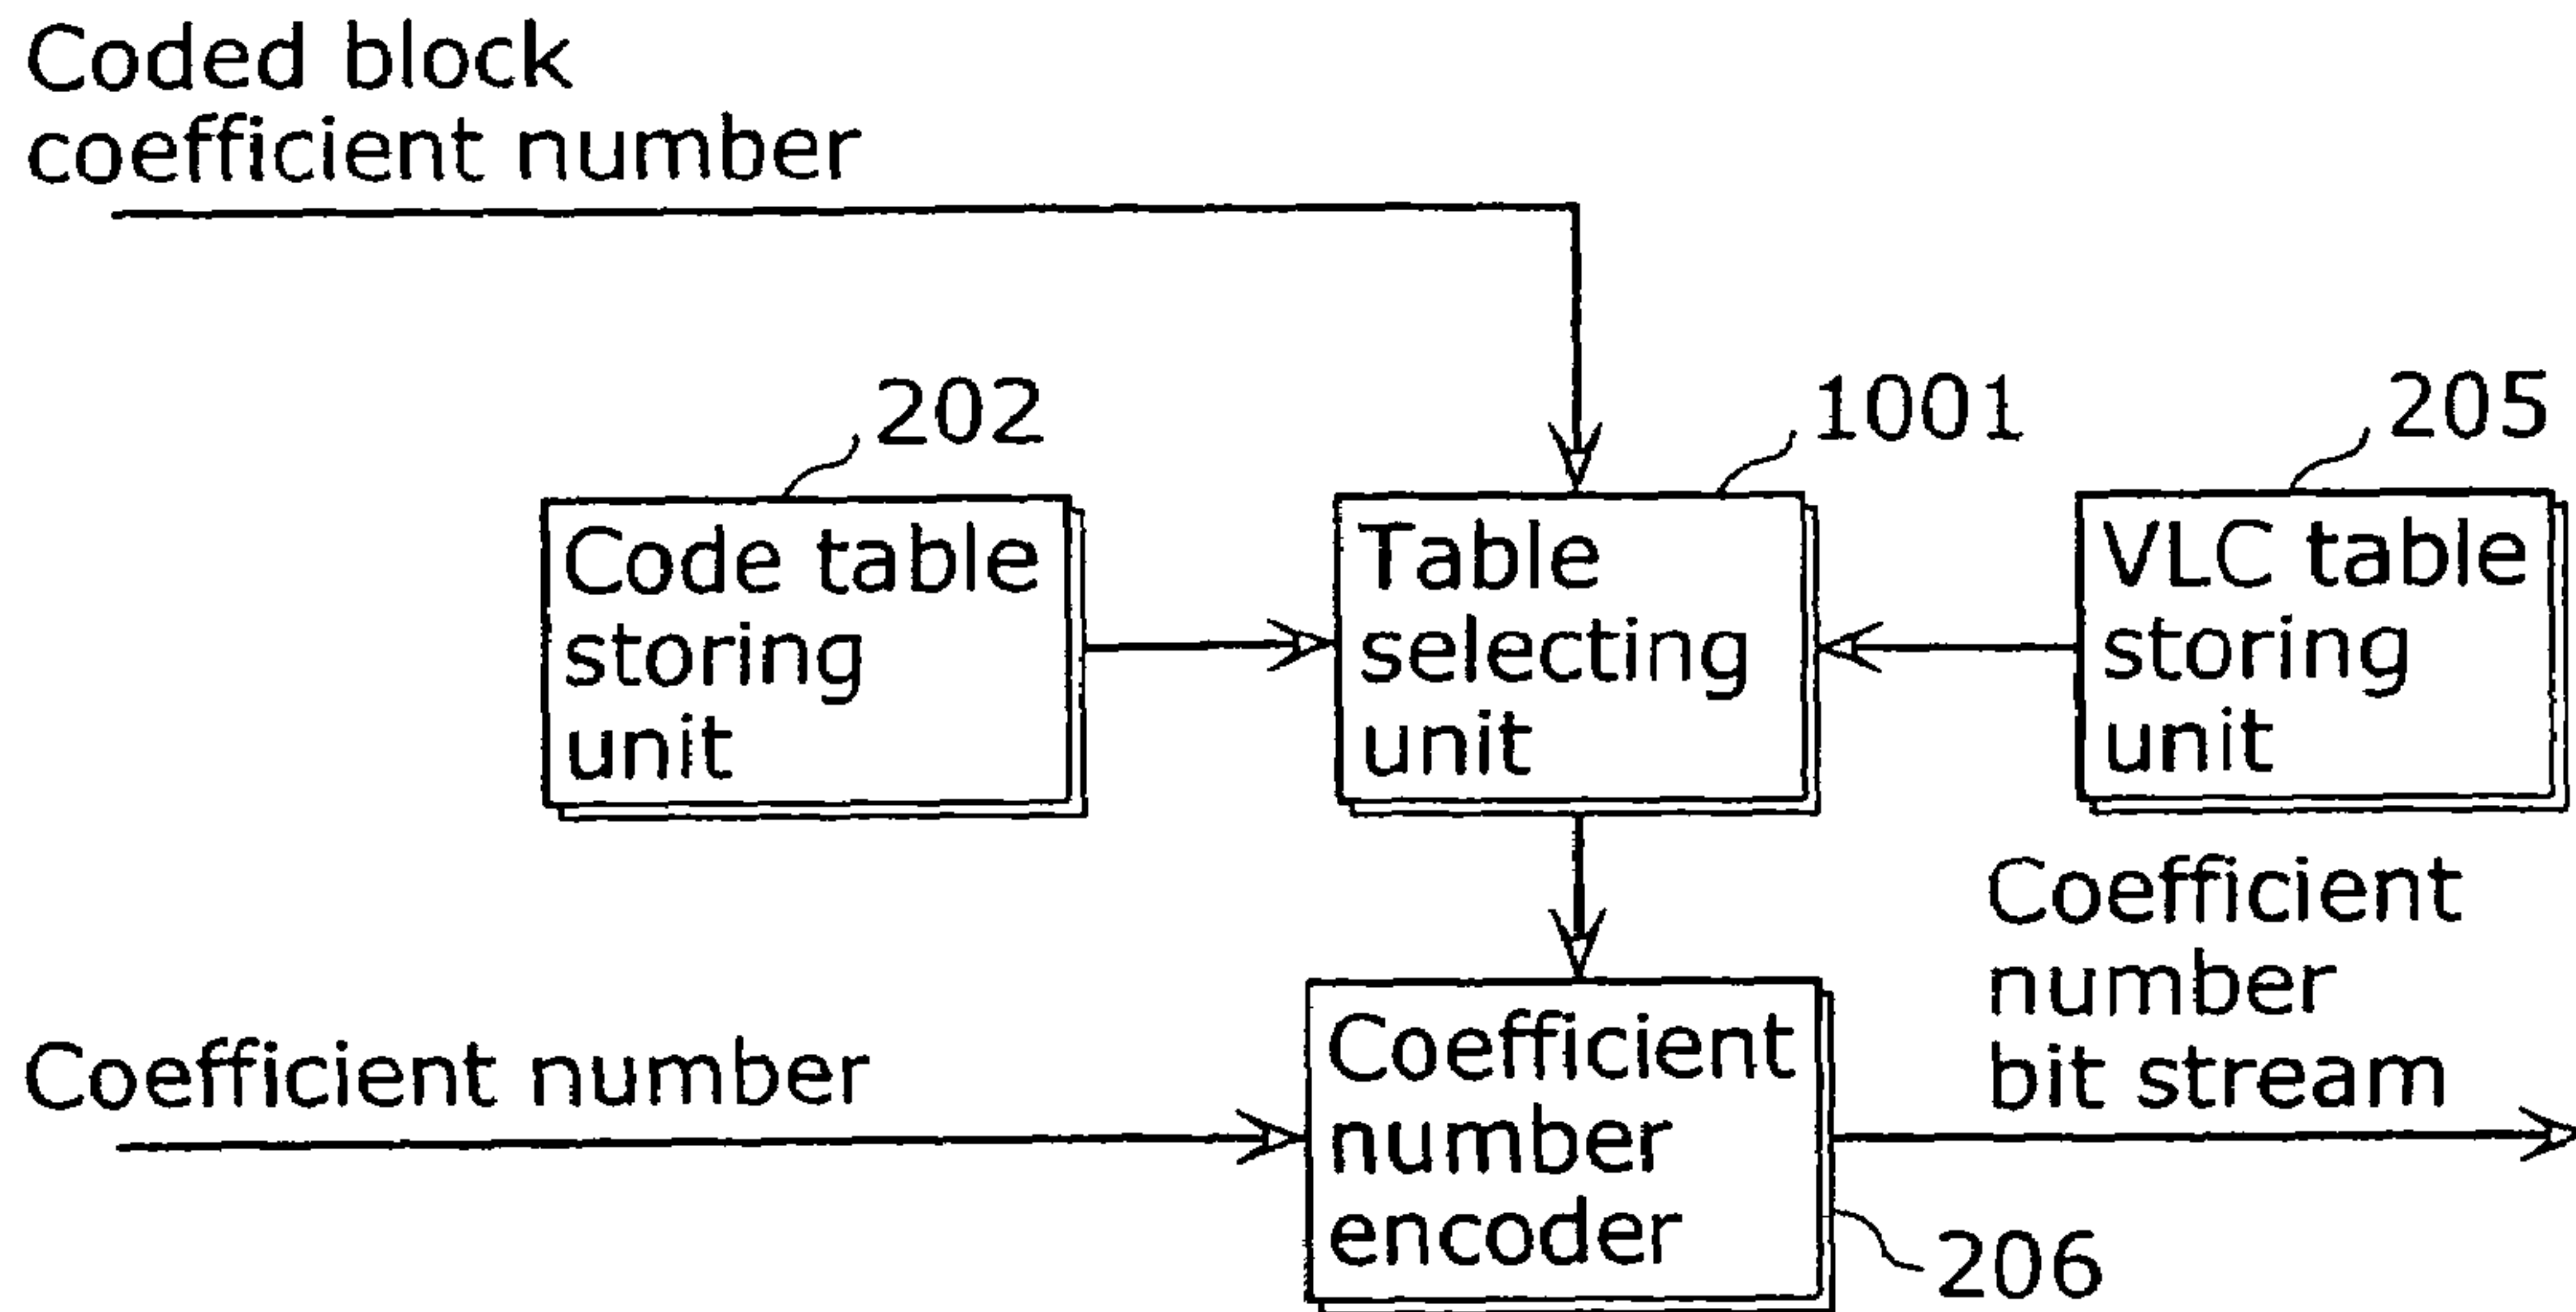 Coded block
coefficient number
202
1001
205
Code table
storing
unit
Table
selecting
unit
VLC table
storing
unit
Coefficient number
Coefficient
number
encoder
Coefficient
number
bit stream
206